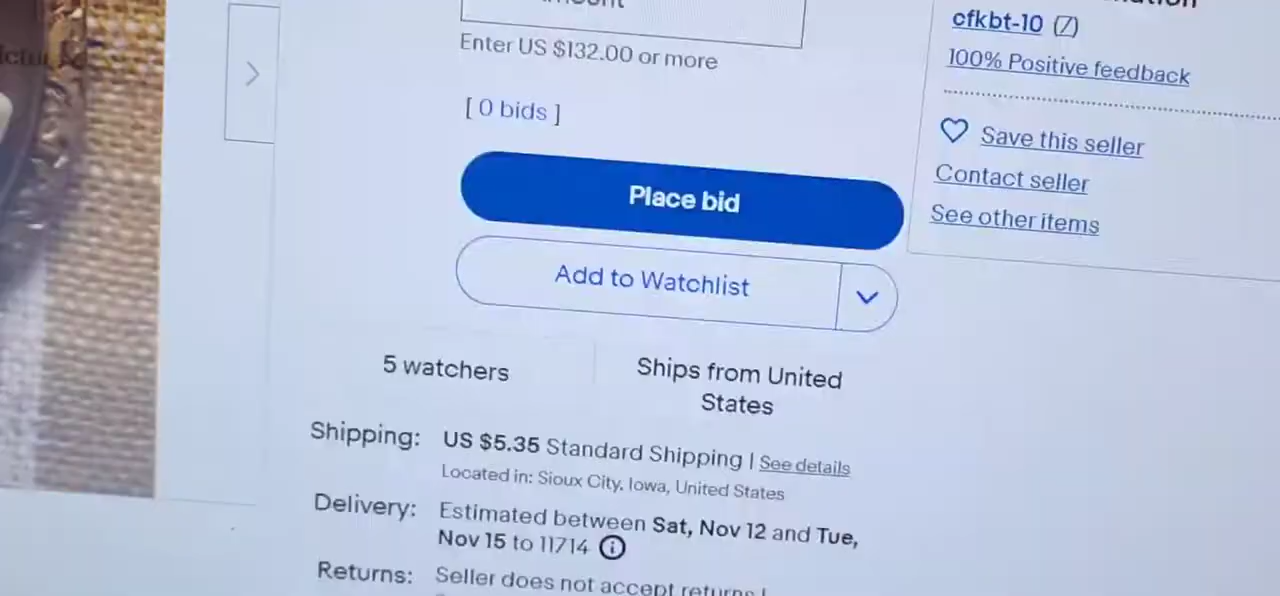 Enter US $132.00 or more
[ 0 bids ]
Place bid
Add to Watchlist
5 watchers
Ships from United
States
Shipping: US $5.35 Standard Shipping | See details
Located in: Sioux City, Iowa, United States
Delivery: Estimated between Sat, Nov 12 and Tue,
Nov 15 to 11714
Returns: Seller does not accept returns |
cfkbt-10 (7)
100% Positive feedback
Save this seller
Contact seller
See other items